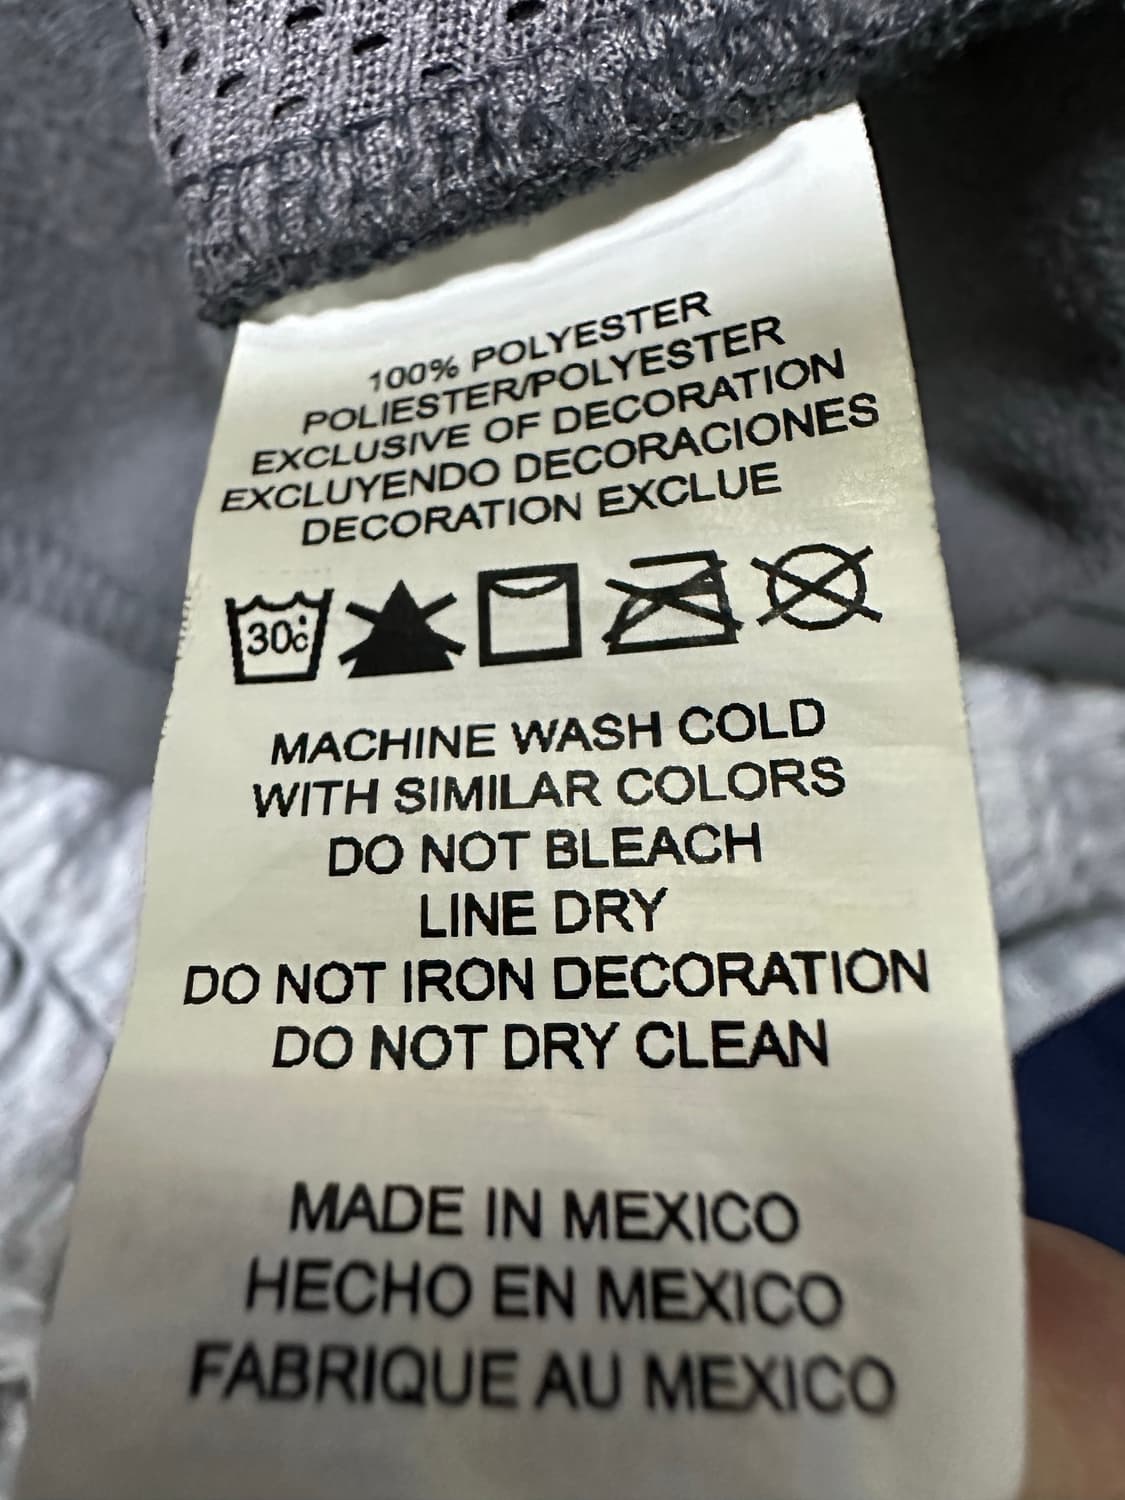 100% POLYESTER
POLIESTER/POLYESTER
EXCLUSIVE OF DECORATION
EXCLUYENDO DECORACIONES
DECORATION EXCLUE
30c
MACHINE WASH COLD
WITH SIMILAR COLORS
DO NOT BLEACH
LINE DRY
DO NOT IRON DECORATION
DO NOT DRY CLEAN
MADE IN MEXICO
HECHO EN MEXICO
FABRIQUE AU MEXICO